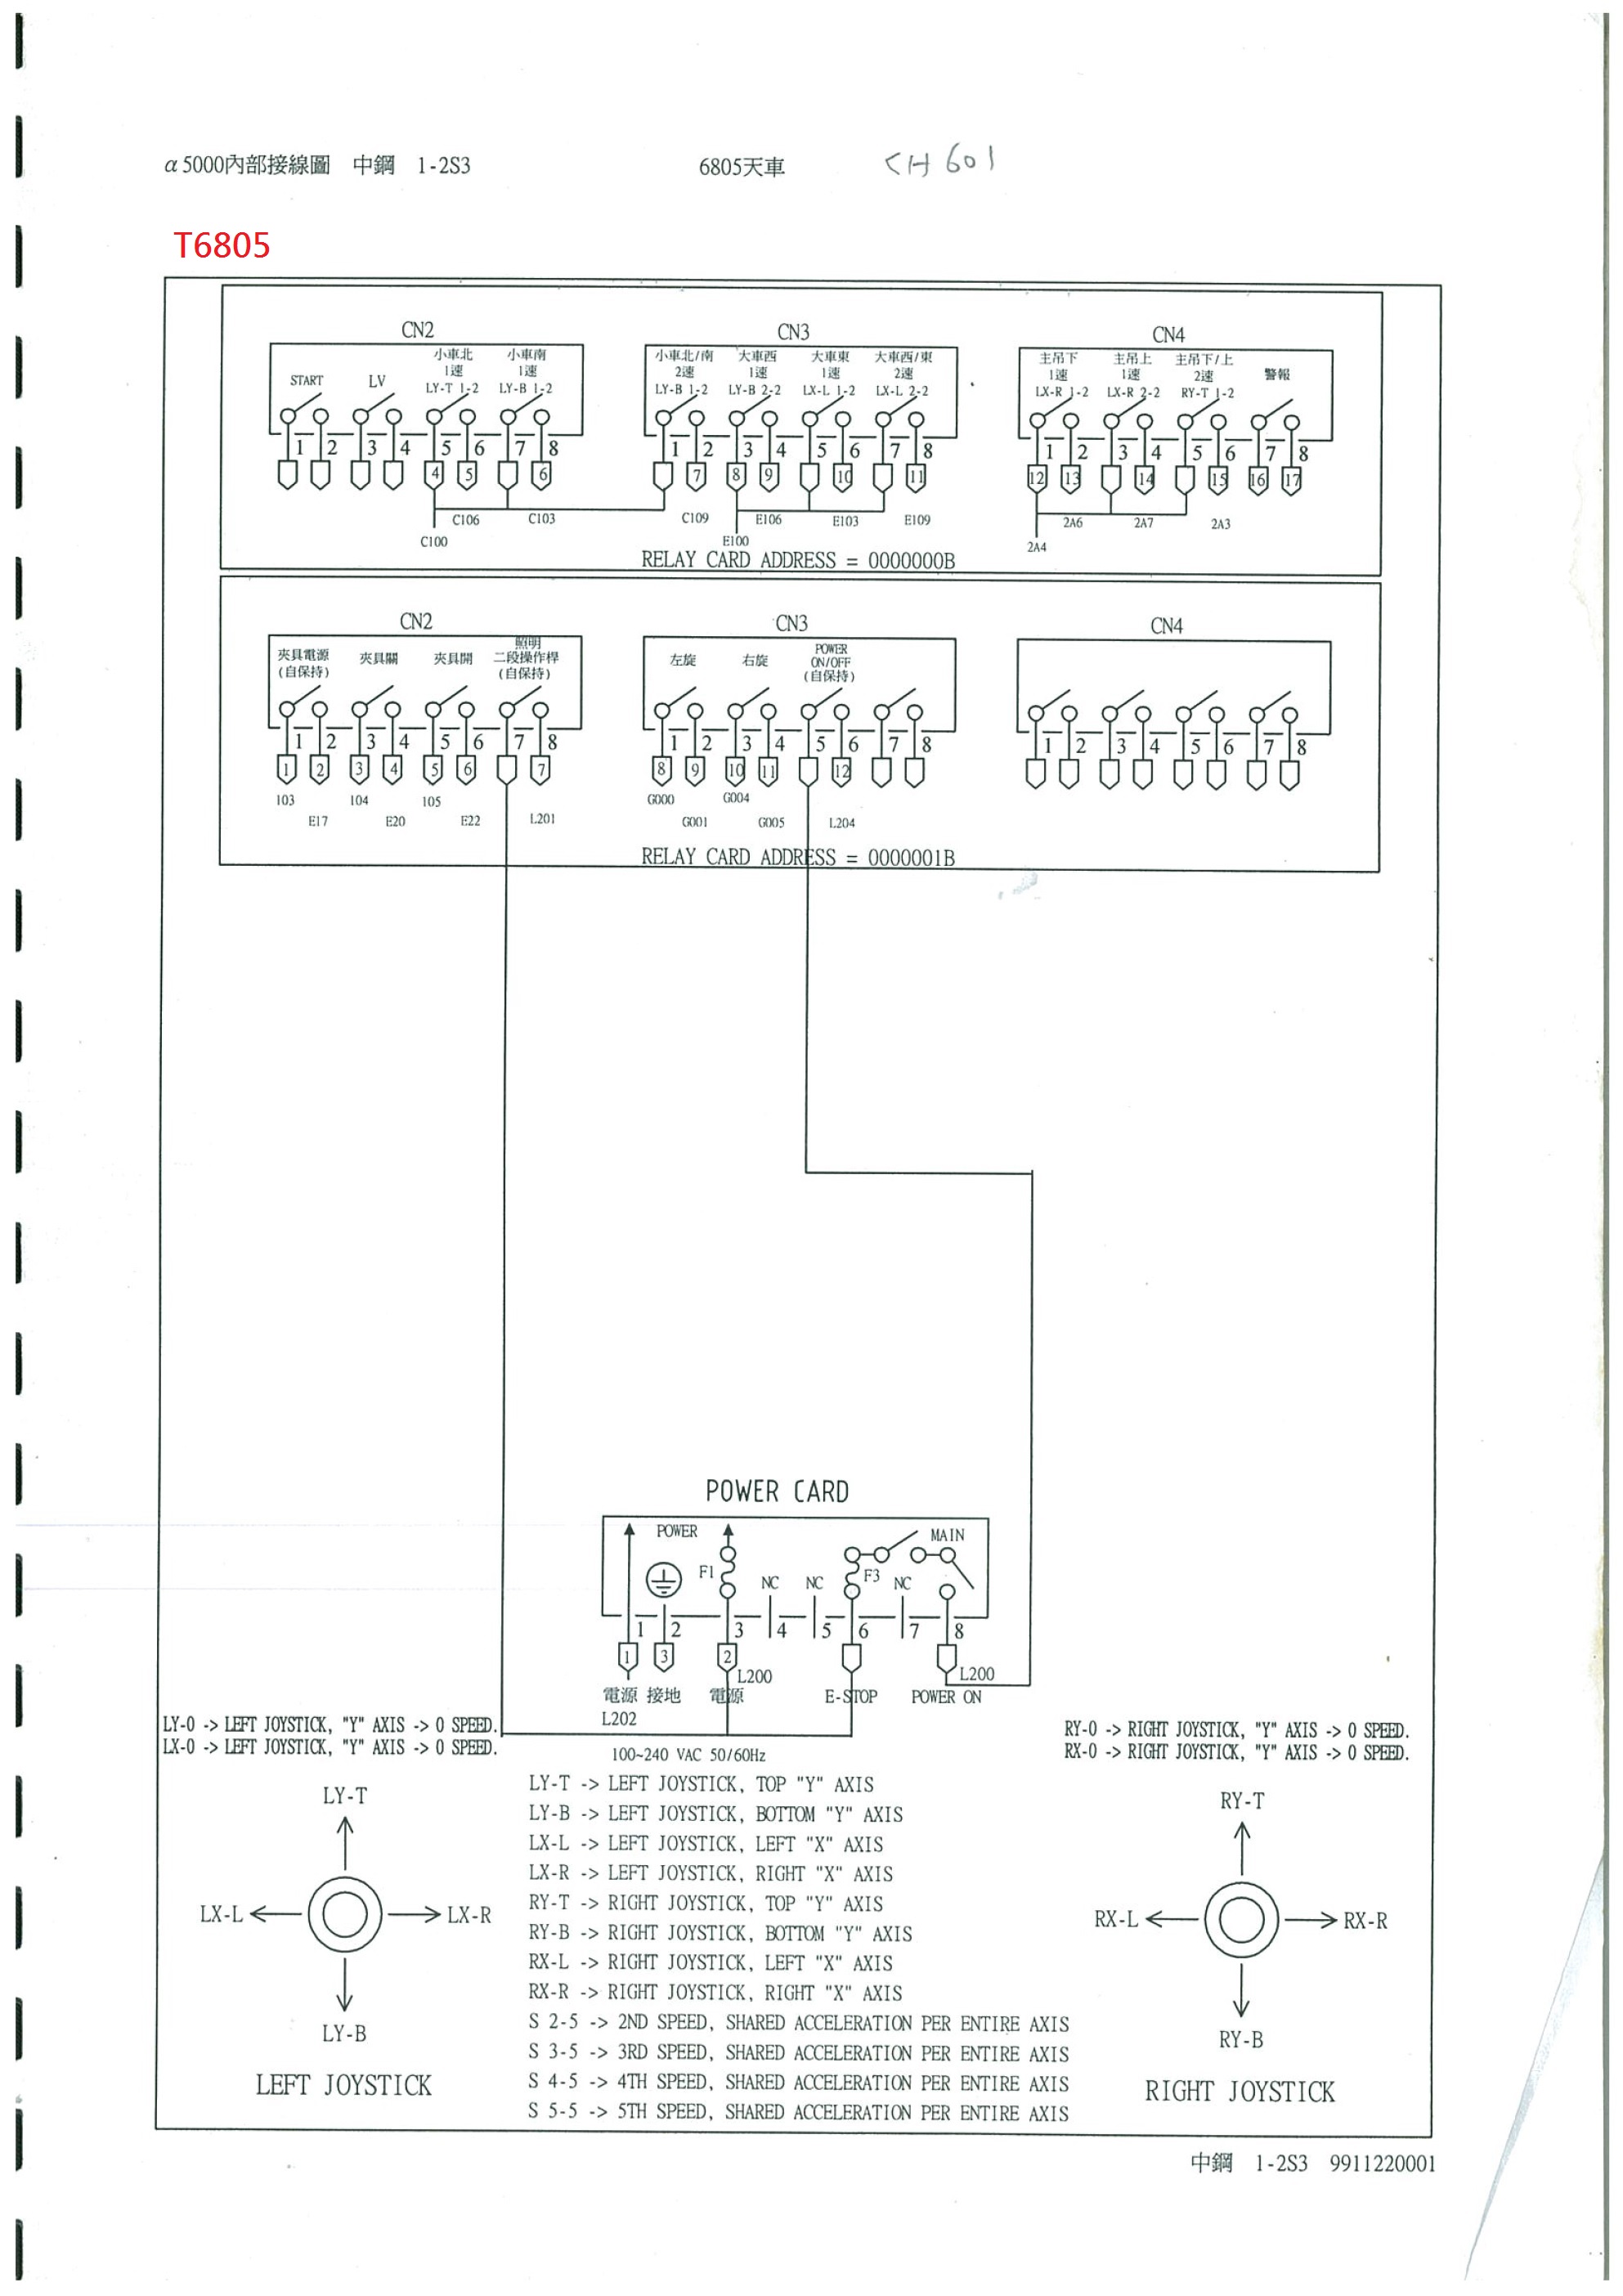 α5000內部接線圖 中鋼 1-2S3 6805天車 CH 601
T6805
CN2 CN3 CN4
START LV 小車北 1速 LY-T 1-2 小車南 1速 LY-B 1-2
小車北/南 2速 LY-B 1-2 大車西 1速 LY-B 2-2 大車東 1速 LX-L 1-2 大車西/東 2速 LX-L 2-2
主吊下 1速 LX-R 1-2 主吊上 1速 LX-R 2-2 主吊下/上 2速 RY-T 1-2 警報
1 2 3 4 5 6 7 8 1 2 3 4 5 6 7 8 1 2 3 4 5 6 7 8
4 5 6 7 8 9 10 11 12 13 14 15 16 17
C106 C103 C109 E106 E103 E109 2A6 2A7 2A3
C100 E100 2A4
RELAY CARD ADDRESS = 0000000B
CN2 CN3 CN4
夾具電源 (自保持) 夾具關 夾具開 照明 二段操作桿 (自保持)
左旋 右旋 POWER ON/OFF (自保持)
1 2 3 4 5 6 7 8 1 2 3 4 5 6 7 8 1 2 3 4 5 6 7 8
1 2 3 4 5 6 7 8 9 10 11 12
103 104 105 G000 G004
E17 E20 E22 L201 G001 G005 L204
RELAY CARD ADDRESS = 0000001B
POWER CARD
POWER MAIN
F1 NC NC F3 NC
1 2 3 4 5 6 7 8
1 3 2
L200 L200
電源 接地 電源 E-STOP POWER ON
L202
100~240 VAC 50/60Hz
LY-0 -> LEFT JOYSTICK, "Y" AXIS -> 0 SPEED.
LX-0 -> LEFT JOYSTICK, "Y" AXIS -> 0 SPEED.
RY-0 -> RIGHT JOYSTICK, "Y" AXIS -> 0 SPEED.
RX-0 -> RIGHT JOYSTICK, "Y" AXIS -> 0 SPEED.
LY-T
LX-L LX-R
LY-B
LEFT JOYSTICK
LY-T -> LEFT JOYSTICK, TOP "Y" AXIS
LY-B -> LEFT JOYSTICK, BOTTOM "Y" AXIS
LX-L -> LEFT JOYSTICK, LEFT "X" AXIS
LX-R -> LEFT JOYSTICK, RIGHT "X" AXIS
RY-T -> RIGHT JOYSTICK, TOP "Y" AXIS
RY-B -> RIGHT JOYSTICK, BOTTOM "Y" AXIS
RX-L -> RIGHT JOYSTICK, LEFT "X" AXIS
RX-R -> RIGHT JOYSTICK, RIGHT "X" AXIS
S 2-5 -> 2ND SPEED, SHARED ACCELERATION PER ENTIRE AXIS
S 3-5 -> 3RD SPEED, SHARED ACCELERATION PER ENTIRE AXIS
S 4-5 -> 4TH SPEED, SHARED ACCELERATION PER ENTIRE AXIS
S 5-5 -> 5TH SPEED, SHARED ACCELERATION PER ENTIRE AXIS
RY-T
RX-L RX-R
RY-B
RIGHT JOYSTICK
中鋼 1-2S3 9911220001